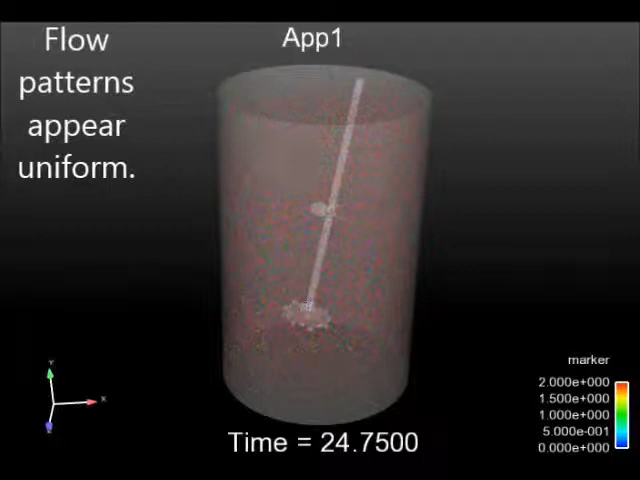 Flow
patterns
appear
uniform.
App1
marker
2.000e+000
1.500e+000
1.000e+000
5.000e-001
0.000e+000
Y
X
Time = 24.7500